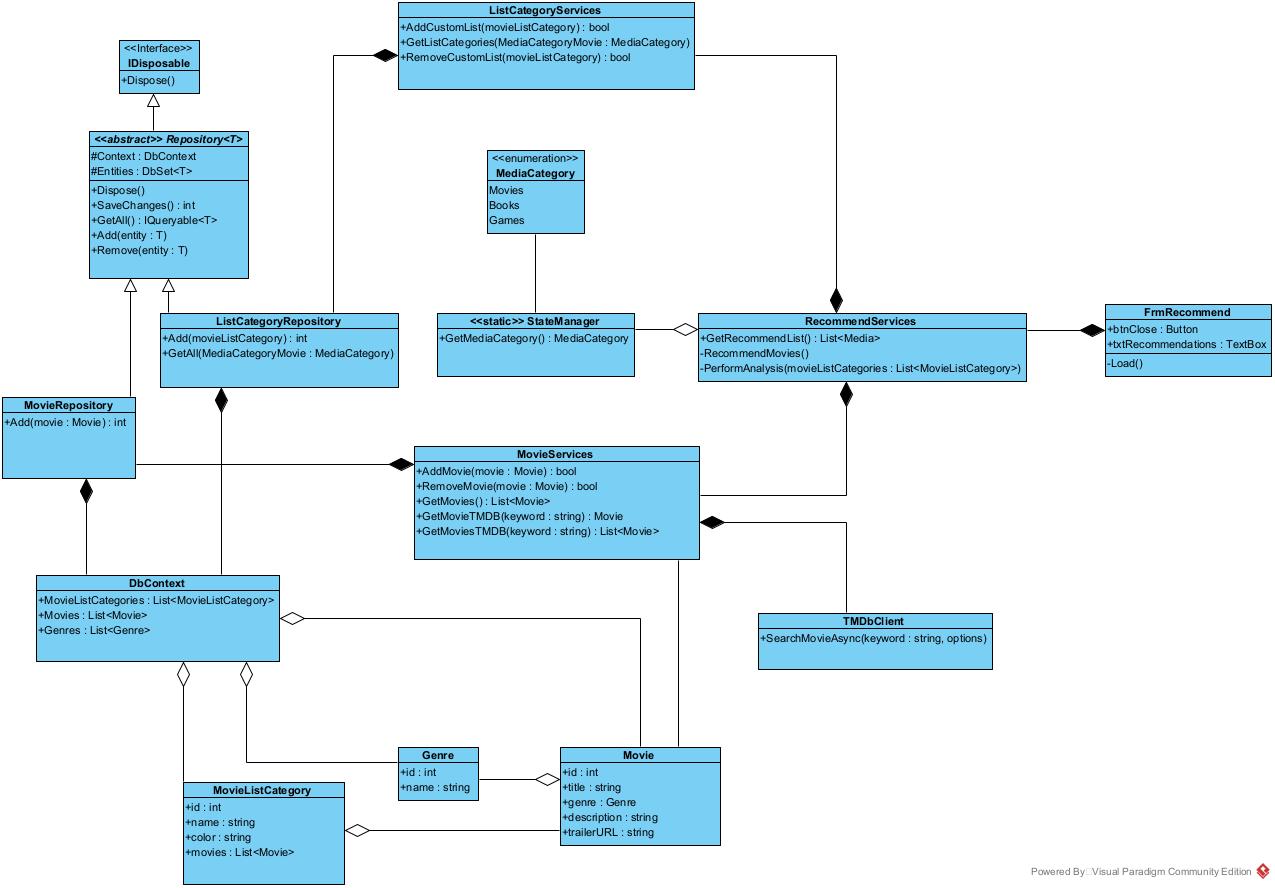 ListCategoryServices
+AddCustomList(movieListCategory) : bool
+GetListCategories(MediaCategoryMovie : MediaCategory)
+RemoveCustomList(movieListCategory) : bool
<<Interface>>
IDisposable
+Dispose()
<<abstract>> Repository<T>
#Context : DbContext
#Entities : DbSet<T>
+Dispose()
+SaveChanges() : int
+GetAll() : IQueryable<T>
+Add(entity : T)
+Remove(entity : T)
<<enumeration>>
MediaCategory
Movies
Books
Games
ListCategoryRepository
+Add(movieListCategory) : int
+GetAll(MediaCategoryMovie : MediaCategory)
<<static>> StateManager
+GetMediaCategory() : MediaCategory
RecommendServices
+GetRecommendList() : List<Media>
-RecommendMovies()
-PerformAnalysis(movieListCategories : List<MovieListCategory>)
FrmRecommend
+btnClose : Button
+txtRecommendations : TextBox
-Load()
MovieRepository
+Add(movie : Movie) : int
MovieServices
+AddMovie(movie : Movie) : bool
+RemoveMovie(movie : Movie) : bool
+GetMovies() : List<Movie>
+GetMovieTMDB(keyword : string) : Movie
+GetMoviesTMDB(keyword : string) : List<Movie>
DbContext
+MovieListCategories : List<MovieListCategory>
+Movies : List<Movie>
+Genres : List<Genre>
TMDbClient
+SearchMovieAsync(keyword : string, options)
Genre
+id : int
+name : string
Movie
+id : int
+title : string
+genre : Genre
+description : string
+trailerURL : string
MovieListCategory
+id : int
+name : string
+color : string
+movies : List<Movie>
Powered By Visual Paradigm Community Edition